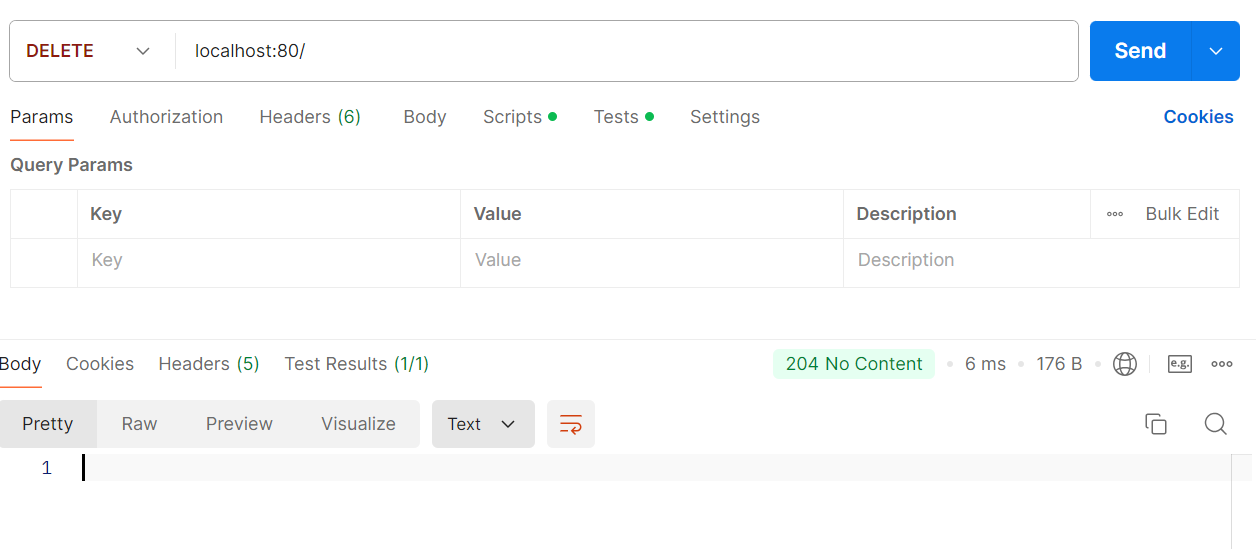 DELETE localhost:80/ Send
Params Authorization Headers (6) Body Scripts Tests Settings Cookies
Query Params
Key Value Description Bulk Edit
Key Value Description
Body Cookies Headers (5) Test Results (1/1) 204 No Content 6 ms 176 B e.g.
Pretty Raw Preview Visualize Text
1